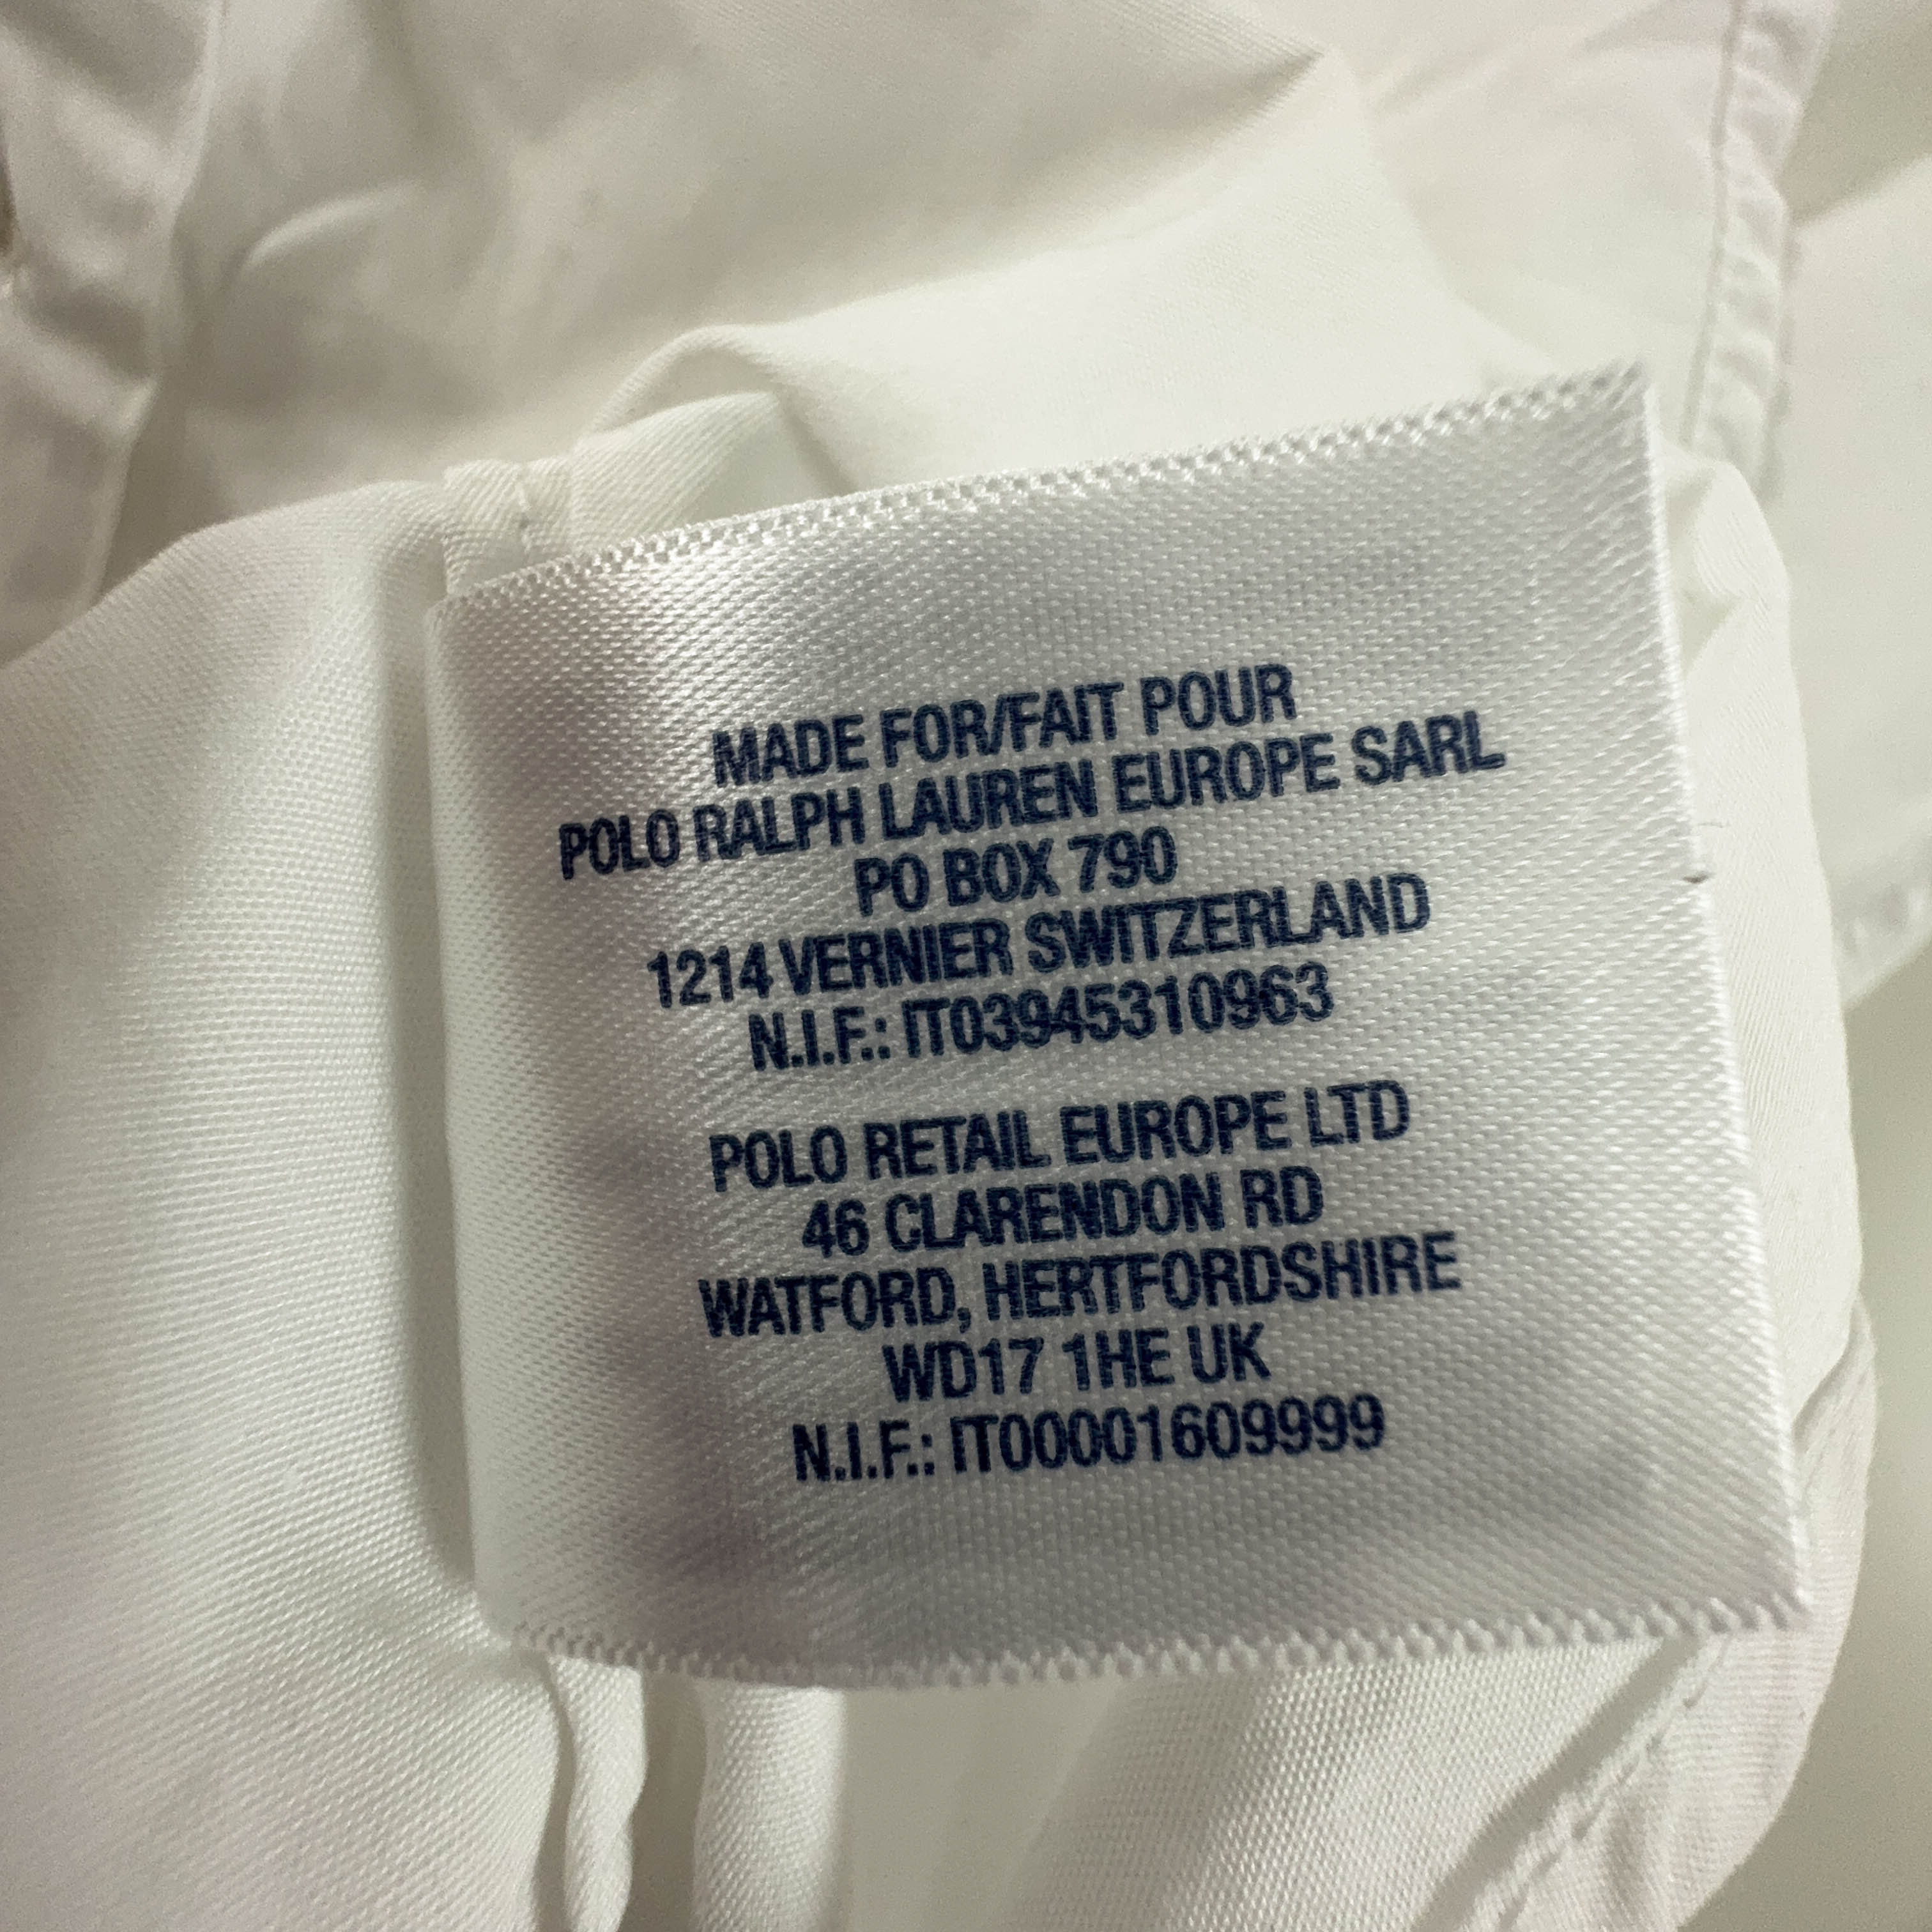 MADE FOR/FAIT POUR
POLO RALPH LAUREN EUROPE SARL
PO BOX 790
1214 VERNIER SWITZERLAND
N.I.F.: IT03945310963
POLO RETAIL EUROPE LTD
46 CLARENDON RD
WATFORD, HERTFORDSHIRE
WD17 1HE UK
N.I.F.: IT00001609999